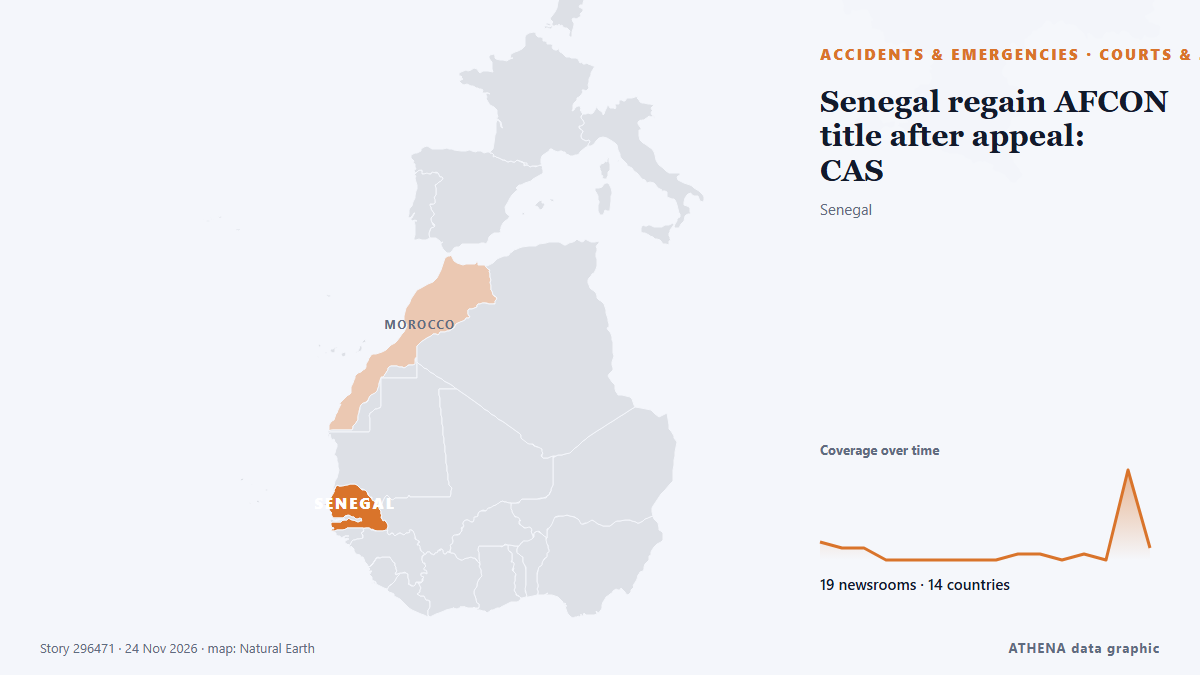 ACCIDENTS & EMERGENCIES · COURTS &
Senegal regain AFCON
title after appeal:
CAS
Senegal
MOROCCO
SENEGAL
Coverage over time
19 newsrooms · 14 countries
Story 296471 · 24 Nov 2026 · map: Natural Earth
ATHENA data graphic